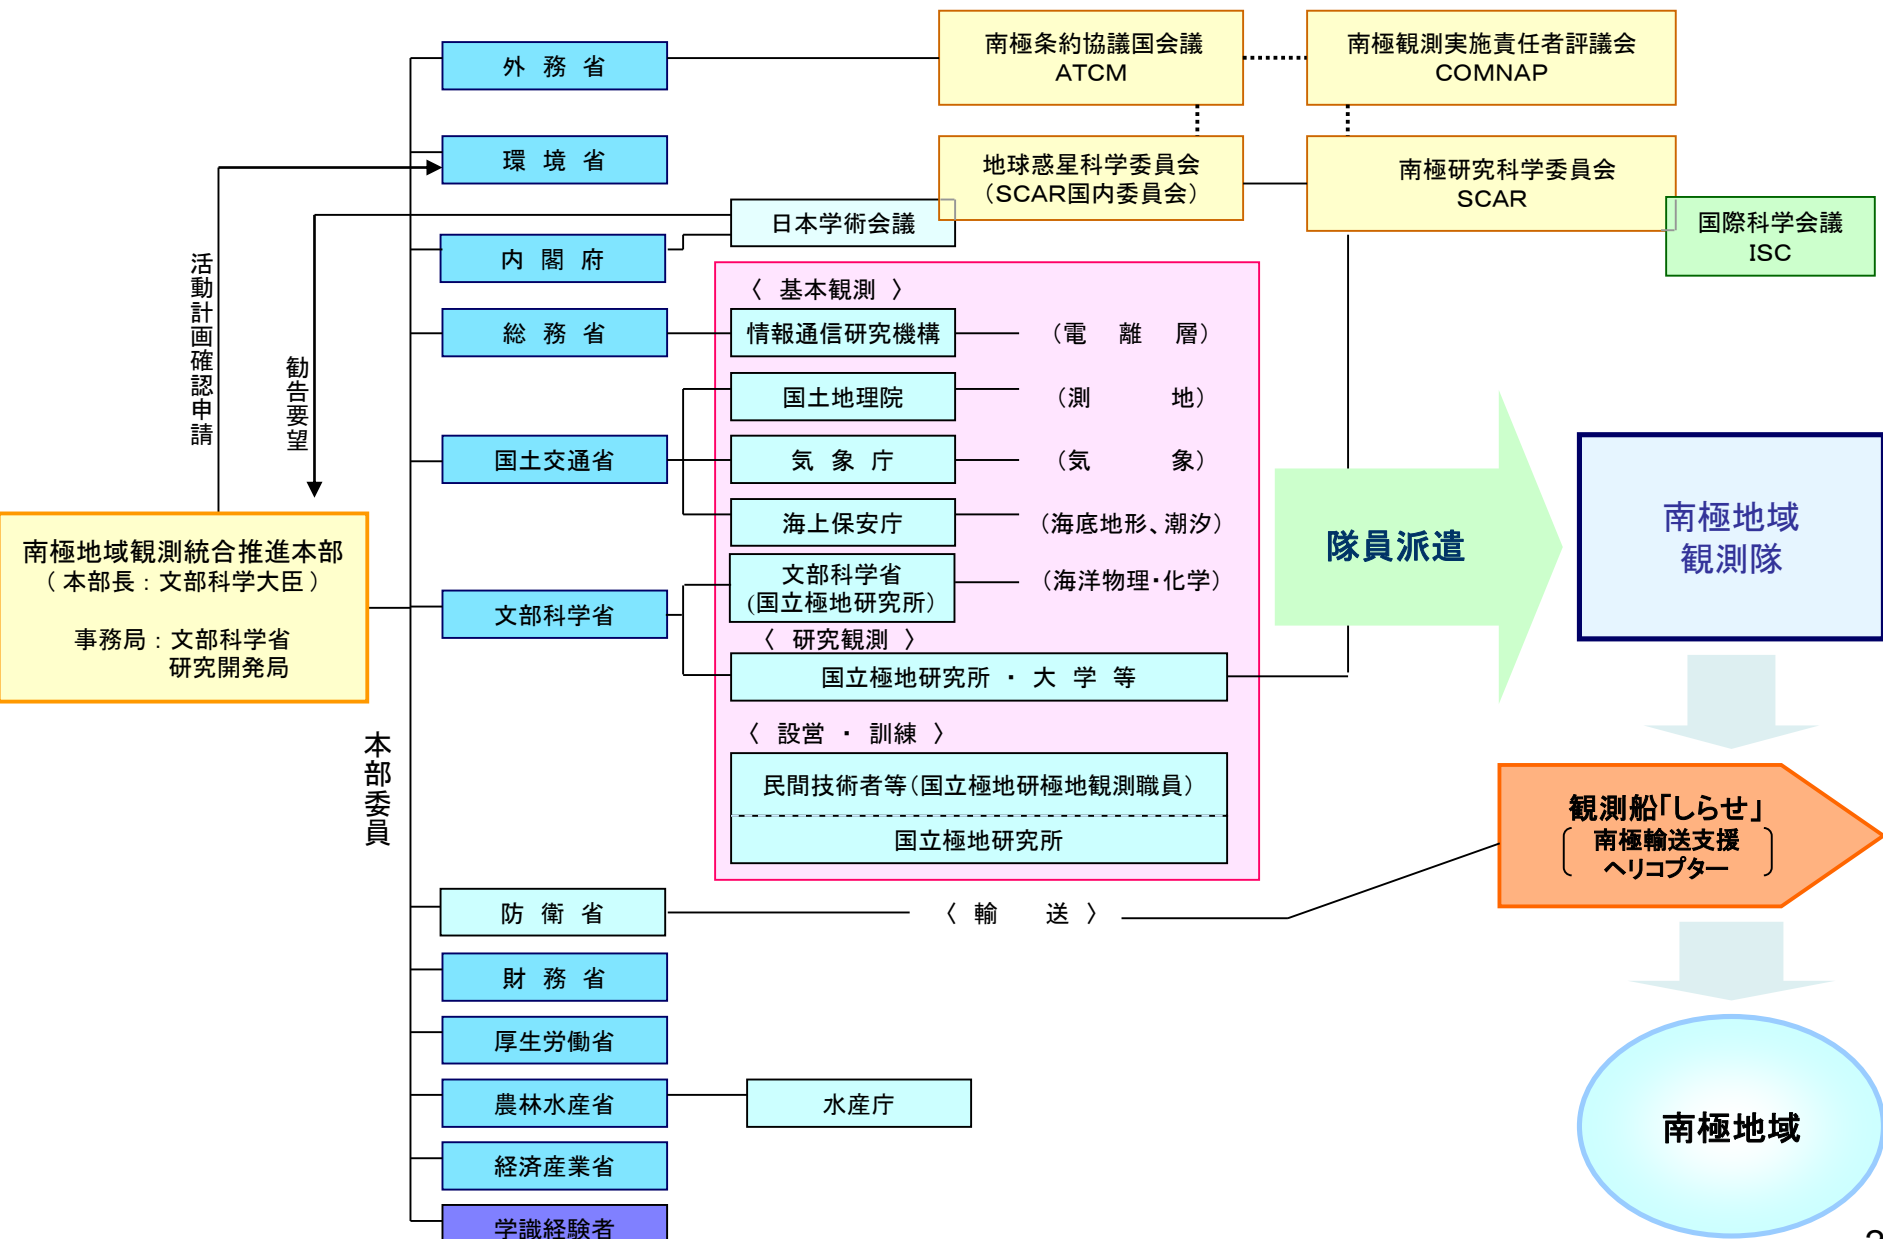 外務省
南極条約協議国会議
ATCM
南極観測実施責任者評議会
COMNAP
環境省
地球惑星科学委員会
（SCAR国内委員会）
南極研究科学委員会
SCAR
国際科学会議
ISC
日本学術会議
内閣府
活動計画確認申請
勧告要望
〈 基本観測 〉
総務省
情報通信研究機構
（電離層）
国土地理院
（測地）
国土交通省
気象庁
（気象）
海上保安庁
（海底地形、潮汐）
文部科学省
文部科学省
(国立極地研究所）
（海洋物理・化学）
〈 研究観測 〉
国立極地研究所 ・ 大学等
〈 設営 ・ 訓練 〉
民間技術者等（国立極地研極地観測職員）
国立極地研究所
南極地域観測統合推進本部
（ 本部長 ： 文部科学大臣 ）
事務局 ： 文部科学省
研究開発局
本部委員
隊員派遣
南極地域
観測隊
観測船「しらせ」
南極輸送支援
ヘリコプター
防衛省
〈 輸送 〉
財務省
厚生労働省
農林水産省
水産庁
経済産業省
学識経験者
南極地域